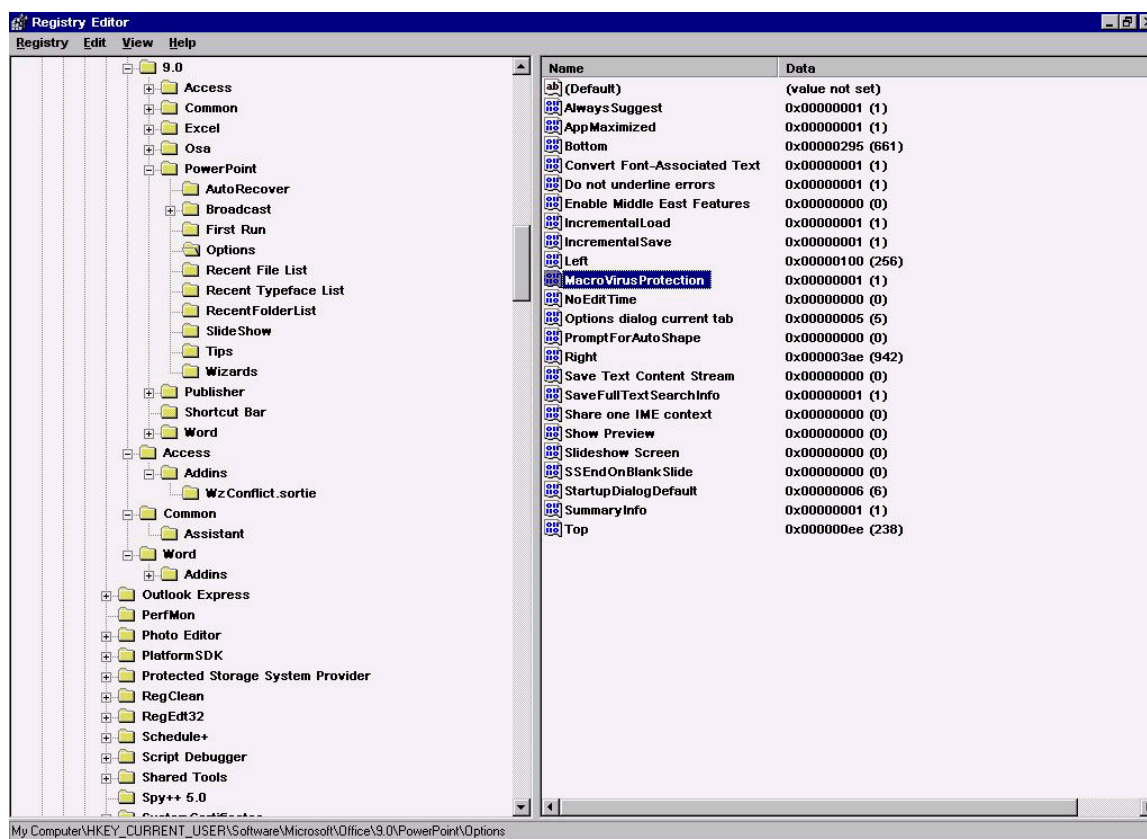 Registry Editor
Registry Edit View Help
9.0
Access
Common
Excel
Osa
PowerPoint
AutoRecover
Broadcast
First Run
Options
Recent File List
Recent Typeface List
RecentFolderList
SlideShow
Tips
Wizards
Publisher
Shortcut Bar
Word
Access
Addins
WzConflict.sortie
Common
Assistant
Word
Addins
Outlook Express
PerfMon
Photo Editor
PlatformSDK
Protected Storage System Provider
RegClean
RegEdt32
Schedule+
Script Debugger
Shared Tools
Spy++ 5.0
SystemCertificates
Name Data
(Default) (value not set)
AlwaysSuggest 0x00000001 (1)
AppMaximized 0x00000001 (1)
Bottom 0x00000295 (661)
Convert Font-Associated Text 0x00000001 (1)
Do not underline errors 0x00000001 (1)
Enable Middle East Features 0x00000000 (0)
IncrementalLoad 0x00000001 (1)
IncrementalSave 0x00000001 (1)
Left 0x00000100 (256)
MacroVirusProtection 0x00000001 (1)
NoEditTime 0x00000000 (0)
Options dialog current tab 0x00000005 (5)
PromptForAutoShape 0x00000000 (0)
Right 0x000003ae (942)
Save Text Content Stream 0x00000000 (0)
SaveFullTextSearchInfo 0x00000001 (1)
Share one IME context 0x00000000 (0)
Show Preview 0x00000000 (0)
Slideshow Screen 0x00000000 (0)
SSEndOnBlankSlide 0x00000000 (0)
StartupDialogDefault 0x00000006 (6)
SummaryInfo 0x00000001 (1)
Top 0x000000ee (238)
My Computer\HKEY_CURRENT_USER\Software\Microsoft\Office\9.0\PowerPoint\Options